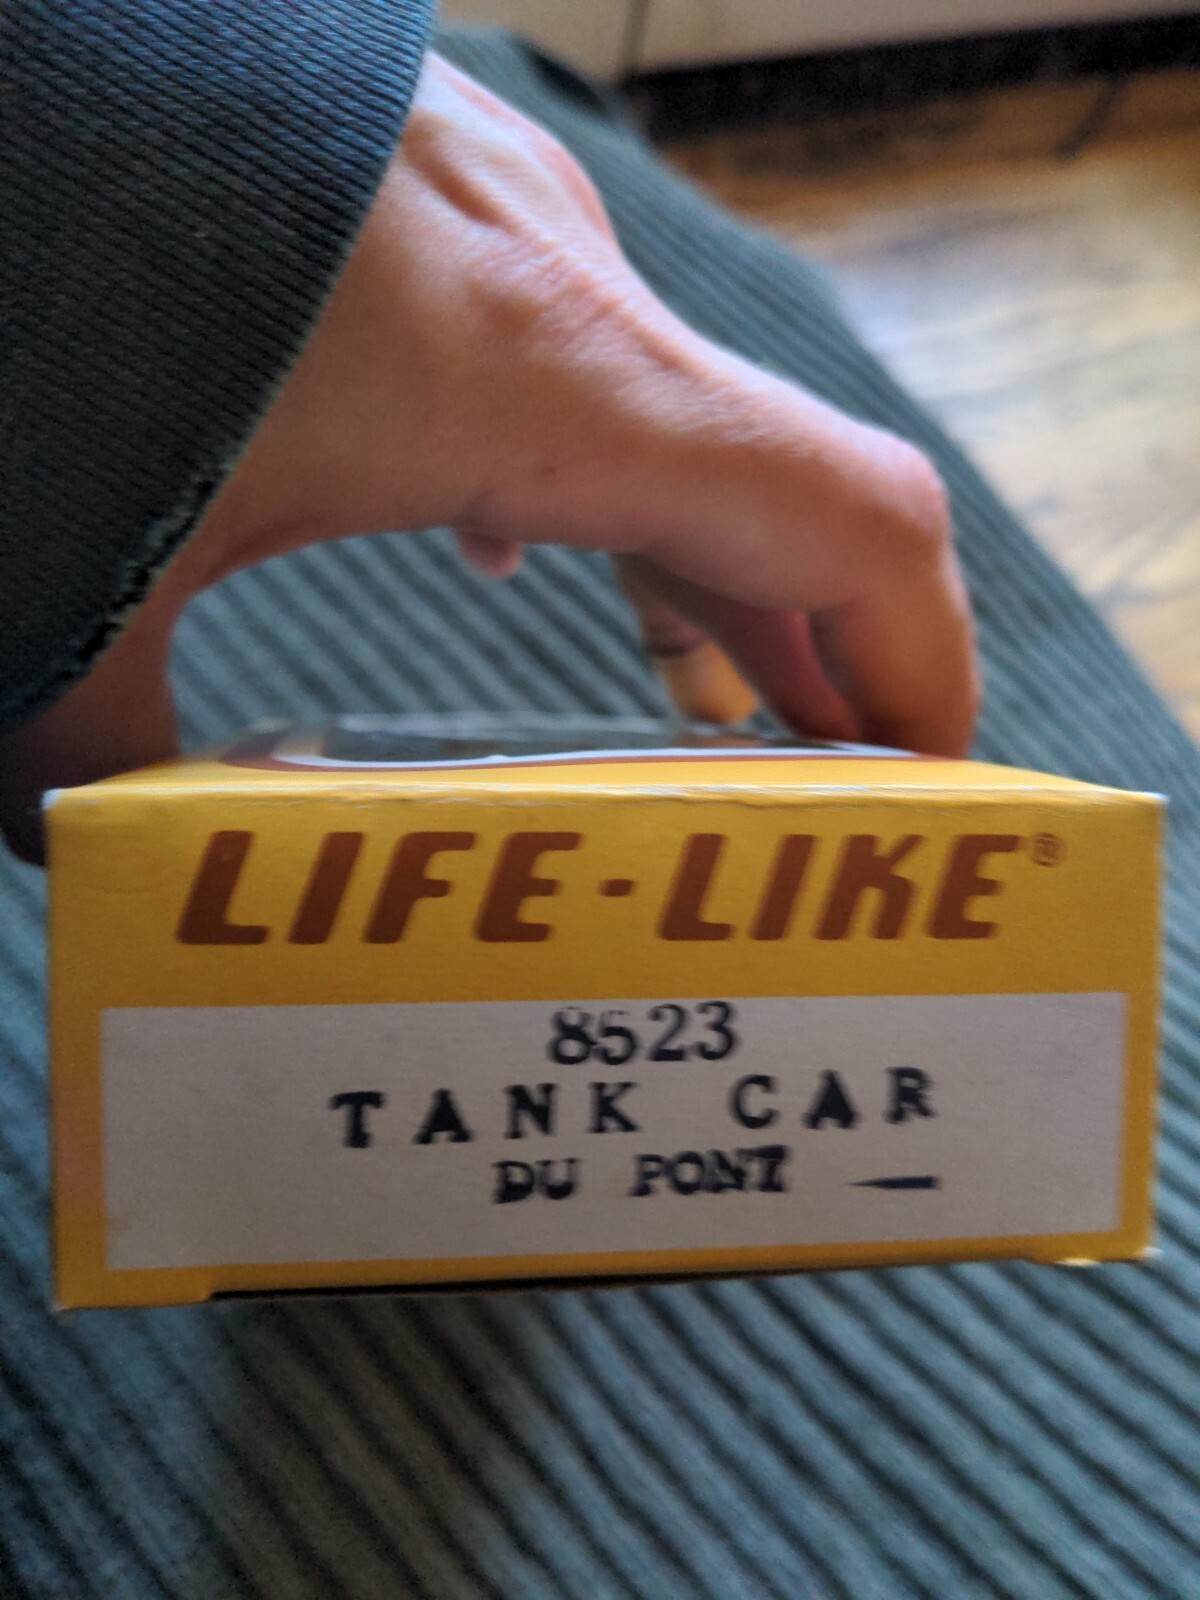 LIFE-LIKE®
8523
TANK CAR
DU PONT —